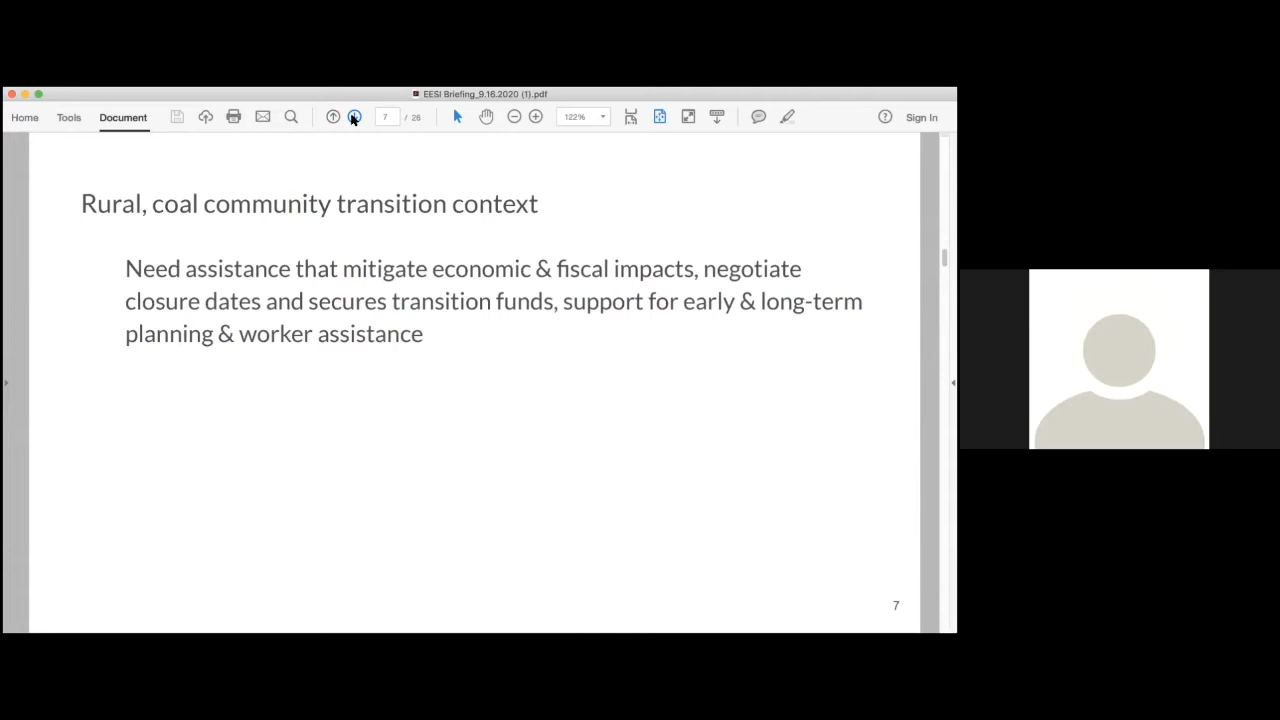 EESI Briefing_9.16.2020 (1).pdf
Home Tools Document 7 / 26 122% Sign In
Rural, coal community transition context
Need assistance that mitigate economic & fiscal impacts, negotiate
closure dates and secures transition funds, support for early & long-term
planning & worker assistance
7